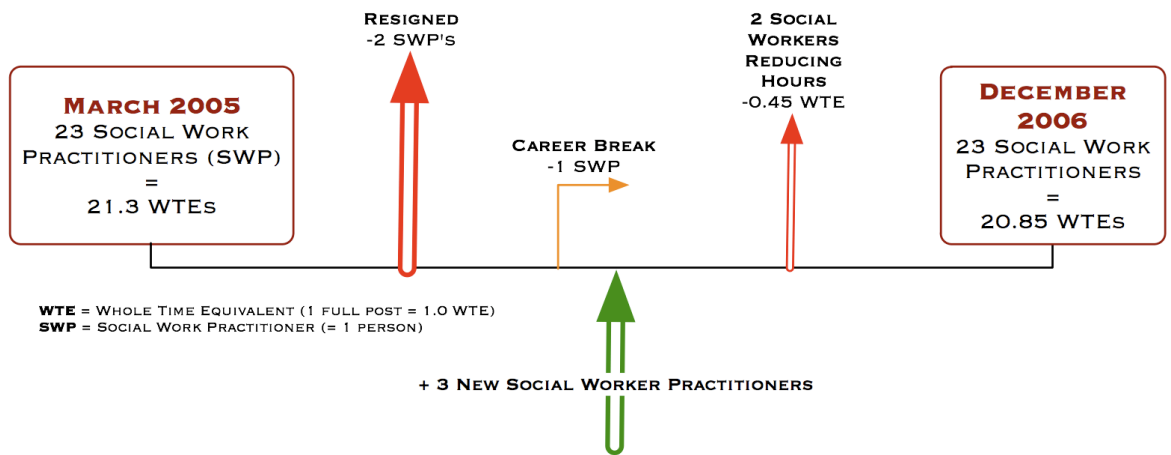 RESIGNED
-2 SWP'S
2 SOCIAL
WORKERS
REDUCING
HOURS
-0.45 WTE
MARCH 2005
23 SOCIAL WORK
PRACTITIONERS (SWP)
=
21.3 WTES
CAREER BREAK
-1 SWP
DECEMBER
2006
23 SOCIAL WORK
PRACTITIONERS
=
20.85 WTES
WTE = WHOLE TIME EQUIVALENT (1 FULL POST = 1.0 WTE)
SWP = SOCIAL WORK PRACTITIONER (= 1 PERSON)
+ 3 NEW SOCIAL WORKER PRACTITIONERS